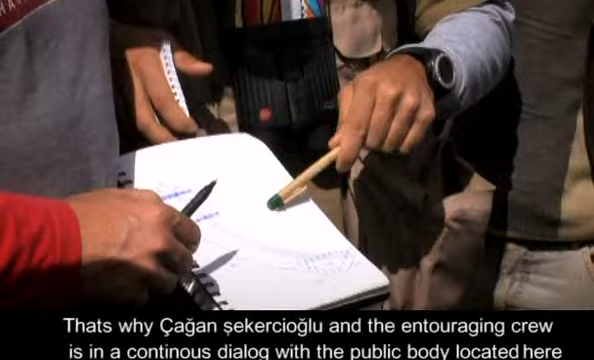 Thats why Çağan şekercioğlu and the entouraging crew
is in a continous dialog with the public body located here